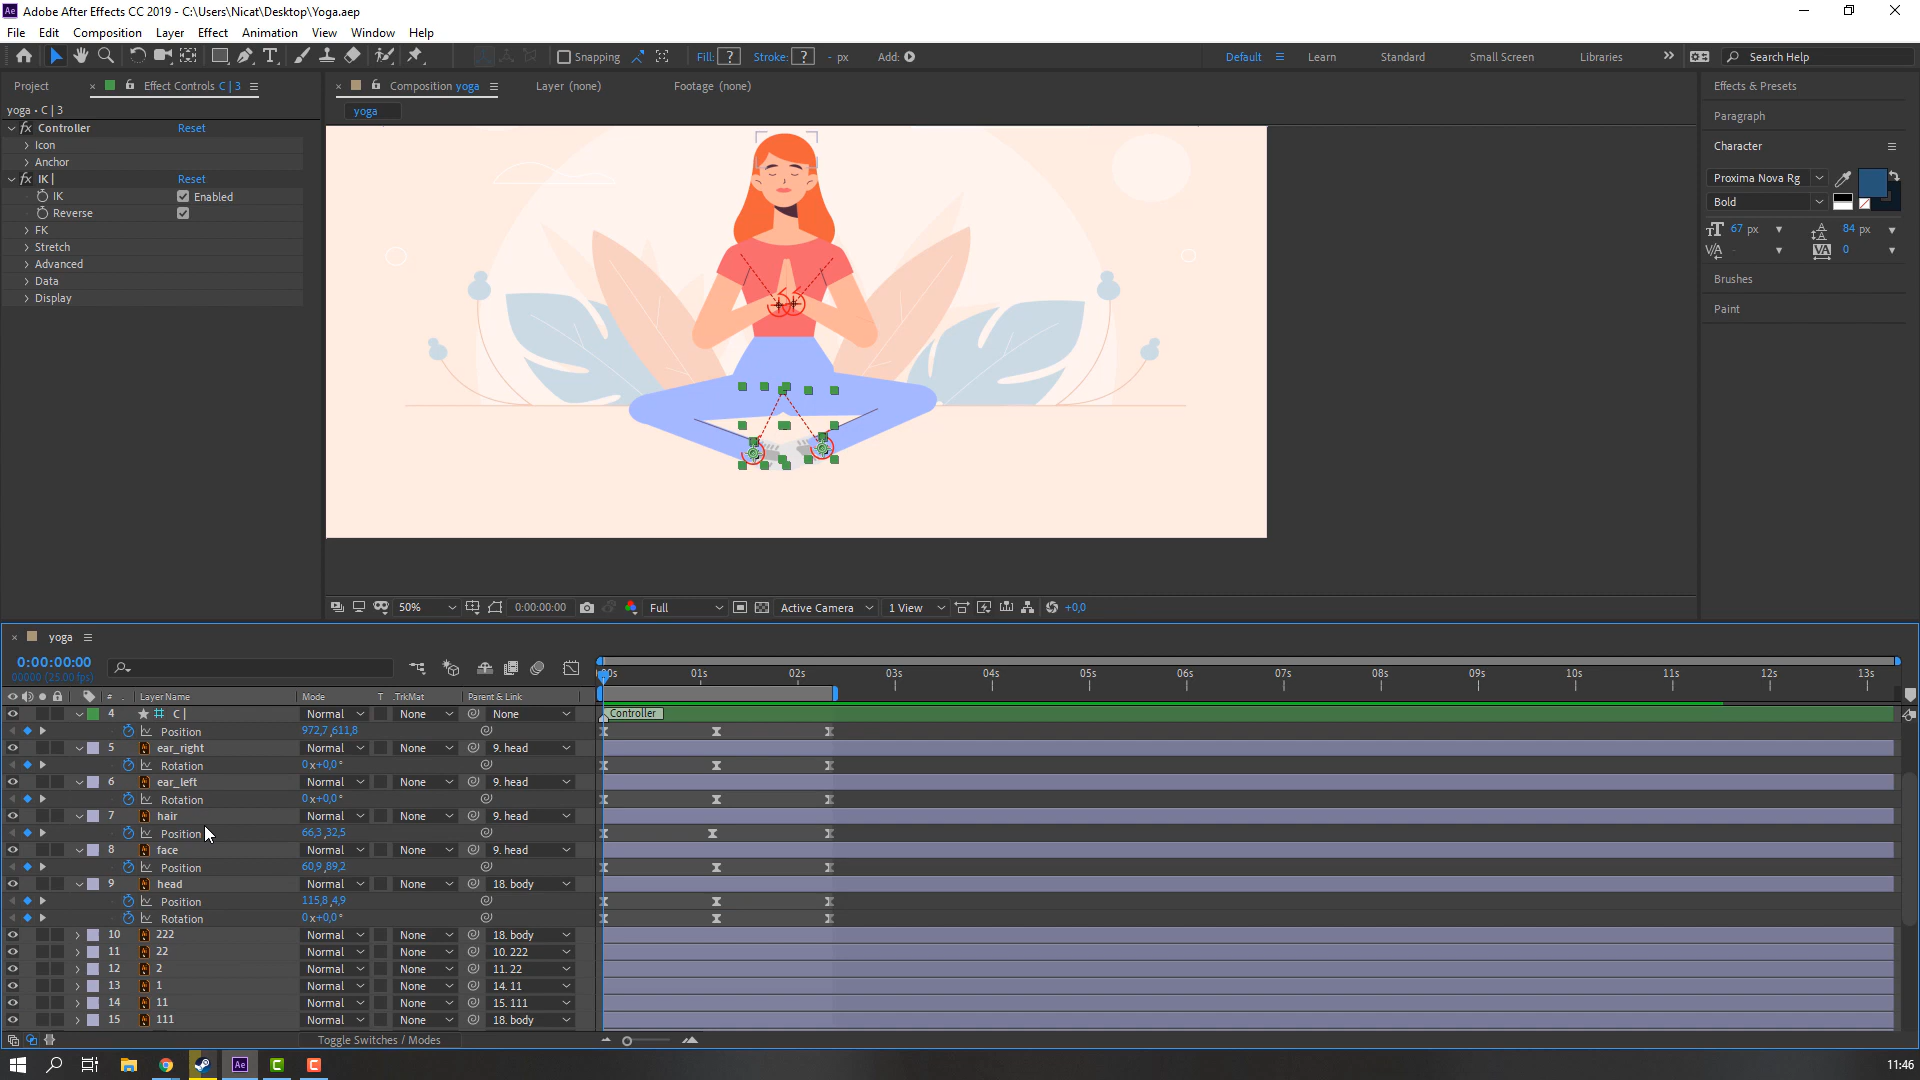 Adobe After Effects CC 2019 - C:\Users\Nicat\Desktop\Yoga.aep
File Edit Composition Layer Effect Animation View Window Help
Snapping Fill: ? Stroke: ? - px Add: Default Learn Standard Small Screen Libraries Search Help
Project Effect Controls C | 3
Composition yoga Layer (none) Footage (none)
Effects & Presets
yoga • C | 3
yoga
Paragraph
fx Controller Reset
Icon
Anchor
fx IK | Reset
IK Enabled
Reverse
FK
Stretch
Advanced
Data
Display
Character
Proxima Nova Rg
Bold
67 px 84 px
- 0
Brushes
Paint
50% 0:00:00:00 Full Active Camera 1 View +0,0
yoga
0:00:00:00
00000 (25.00 fps)
00s 01s 02s 03s 04s 05s 06s 07s 08s 09s 10s 11s 12s 13s
# Layer Name Mode T .TrkMat Parent & Link
4 C | Normal None None Controller
Position 972,7,611,8
5 ear_right Normal None 9. head
Rotation 0x+0,0°
6 ear_left Normal None 9. head
Rotation 0x+0,0°
7 hair Normal None 9. head
Position 66,3,32,5
8 face Normal None 9. head
Position 60,9,89,2
9 head Normal None 18. body
Position 115,8,4,9
Rotation 0x+0,0°
10 222 Normal None 18. body
11 22 Normal None 10. 222
12 2 Normal None 11. 22
13 1 Normal None 14. 11
14 11 Normal None 15. 111
15 111 Normal None 18. body
Toggle Switches / Modes
Ae 11:46